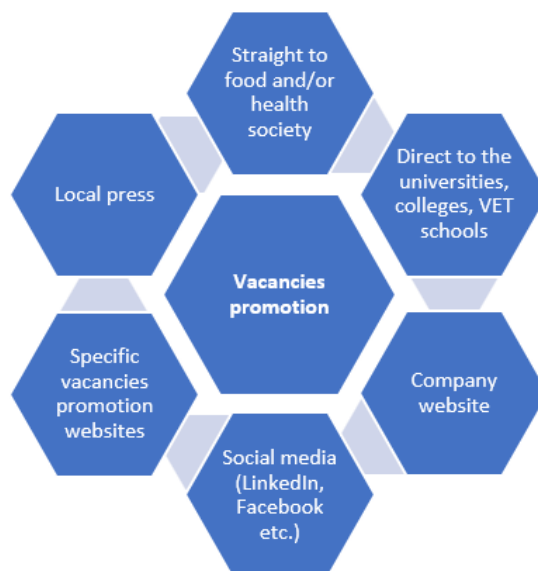 Straight to
food and/or
health
society
Direct to the
universities,
colleges, VET
schools
Local press
Vacancies
promotion
Company
website
Specific
vacancies
promotion
websites
Social media
(LinkedIn,
Facebook
etc.)